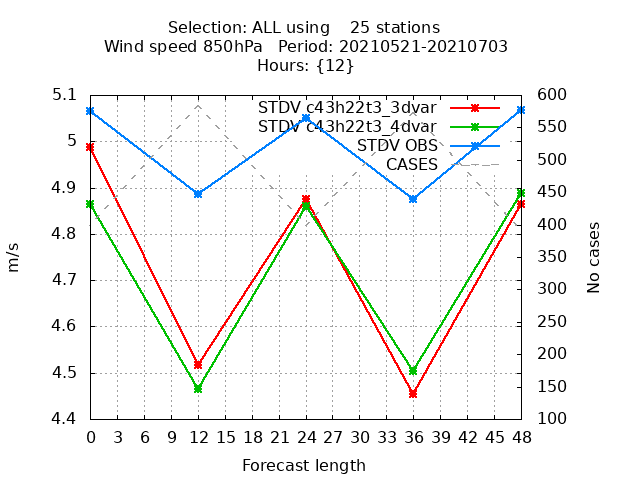 Selection: ALL using    25 stations
Wind speed 850hPa   Period: 20210521-20210703
Hours: {12}
5.1
5
4.9
4.8
4.7
4.6
4.5
4.4
m/s
STDV c43h22t3_3dvar
STDV c43h22t3_4dvar
STDV OBS
CASES
600
550
500
450
400
350
300
250
200
150
100
No cases
0 3 6 9 12 15 18 21 24 27 30 33 36 39 42 45 48
Forecast length